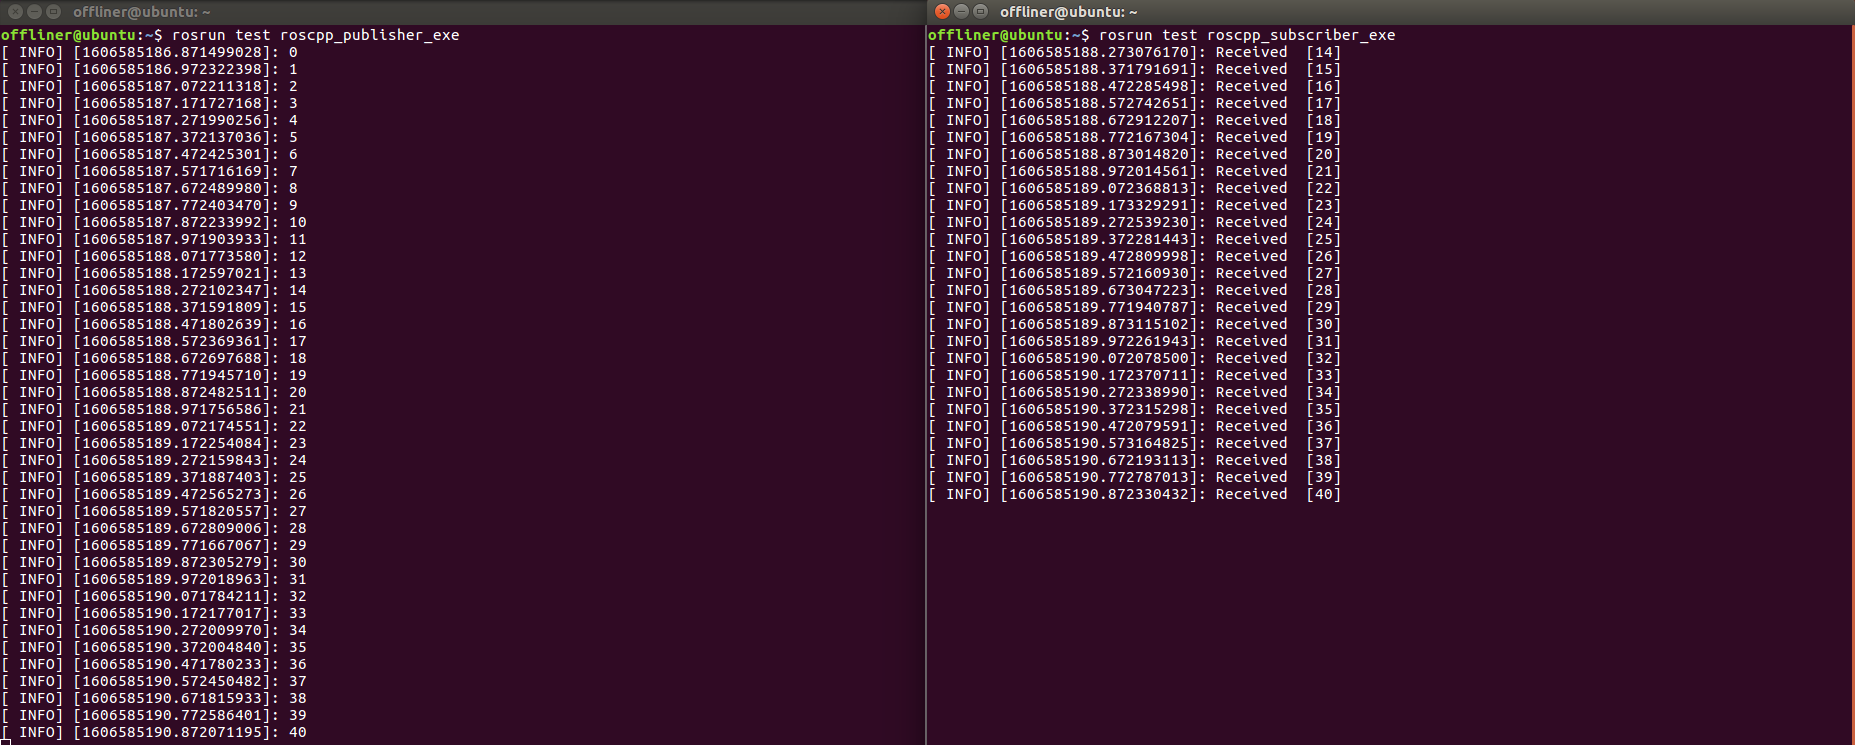 offliner@ubuntu: ~
offliner@ubuntu:~$ rosrun test roscpp_publisher_exe
[ INFO] [1606585186.871499028]: 0
[ INFO] [1606585186.972322398]: 1
[ INFO] [1606585187.072211318]: 2
[ INFO] [1606585187.171727168]: 3
[ INFO] [1606585187.271990256]: 4
[ INFO] [1606585187.372137036]: 5
[ INFO] [1606585187.472425301]: 6
[ INFO] [1606585187.571716169]: 7
[ INFO] [1606585187.672489980]: 8
[ INFO] [1606585187.772403470]: 9
[ INFO] [1606585187.872233992]: 10
[ INFO] [1606585187.971903933]: 11
[ INFO] [1606585188.071773580]: 12
[ INFO] [1606585188.172597021]: 13
[ INFO] [1606585188.272102347]: 14
[ INFO] [1606585188.371591809]: 15
[ INFO] [1606585188.471802639]: 16
[ INFO] [1606585188.572369361]: 17
[ INFO] [1606585188.672697688]: 18
[ INFO] [1606585188.771945710]: 19
[ INFO] [1606585188.872482511]: 20
[ INFO] [1606585188.971756586]: 21
[ INFO] [1606585189.072174551]: 22
[ INFO] [1606585189.172254084]: 23
[ INFO] [1606585189.272159843]: 24
[ INFO] [1606585189.371887403]: 25
[ INFO] [1606585189.472565273]: 26
[ INFO] [1606585189.571820557]: 27
[ INFO] [1606585189.672809006]: 28
[ INFO] [1606585189.771667067]: 29
[ INFO] [1606585189.872305279]: 30
[ INFO] [1606585189.972018963]: 31
[ INFO] [1606585190.071784211]: 32
[ INFO] [1606585190.172177017]: 33
[ INFO] [1606585190.272009970]: 34
[ INFO] [1606585190.372004840]: 35
[ INFO] [1606585190.471780233]: 36
[ INFO] [1606585190.572450482]: 37
[ INFO] [1606585190.671815933]: 38
[ INFO] [1606585190.772586401]: 39
[ INFO] [1606585190.872071195]: 40
offliner@ubuntu: ~
offliner@ubuntu:~$ rosrun test roscpp_subscriber_exe
[ INFO] [1606585188.273076170]: Received  [14]
[ INFO] [1606585188.371791691]: Received  [15]
[ INFO] [1606585188.472285498]: Received  [16]
[ INFO] [1606585188.572742651]: Received  [17]
[ INFO] [1606585188.672912207]: Received  [18]
[ INFO] [1606585188.772167304]: Received  [19]
[ INFO] [1606585188.873014820]: Received  [20]
[ INFO] [1606585188.972014561]: Received  [21]
[ INFO] [1606585189.072368813]: Received  [22]
[ INFO] [1606585189.173329291]: Received  [23]
[ INFO] [1606585189.272539230]: Received  [24]
[ INFO] [1606585189.372281443]: Received  [25]
[ INFO] [1606585189.472809998]: Received  [26]
[ INFO] [1606585189.572160930]: Received  [27]
[ INFO] [1606585189.673047223]: Received  [28]
[ INFO] [1606585189.771940787]: Received  [29]
[ INFO] [1606585189.873115102]: Received  [30]
[ INFO] [1606585189.972261943]: Received  [31]
[ INFO] [1606585190.072078500]: Received  [32]
[ INFO] [1606585190.172370711]: Received  [33]
[ INFO] [1606585190.272338990]: Received  [34]
[ INFO] [1606585190.372315298]: Received  [35]
[ INFO] [1606585190.472079591]: Received  [36]
[ INFO] [1606585190.573164825]: Received  [37]
[ INFO] [1606585190.672193113]: Received  [38]
[ INFO] [1606585190.772787013]: Received  [39]
[ INFO] [1606585190.872330432]: Received  [40]